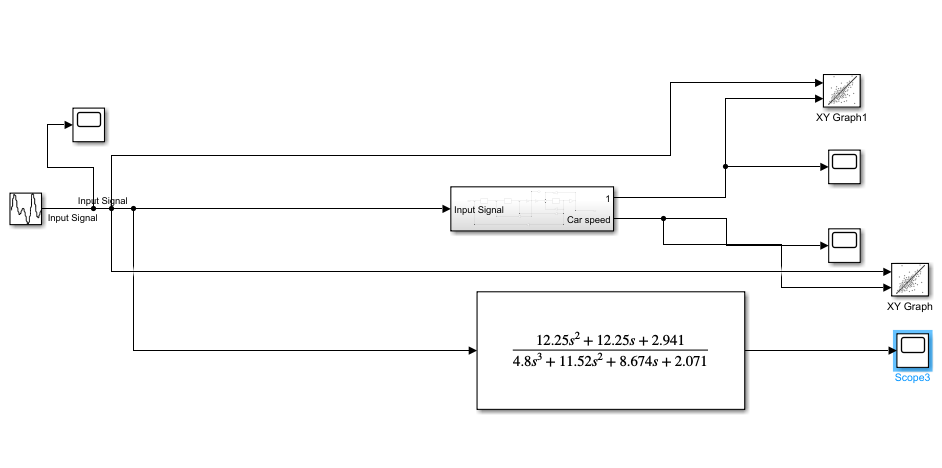 XY Graph1
Input Signal
Input Signal
Input Signal
1
Car speed
XY Graph
12.25s² + 12.25s + 2.941
4.8s³ + 11.52s² + 8.674s + 2.071
Scope3